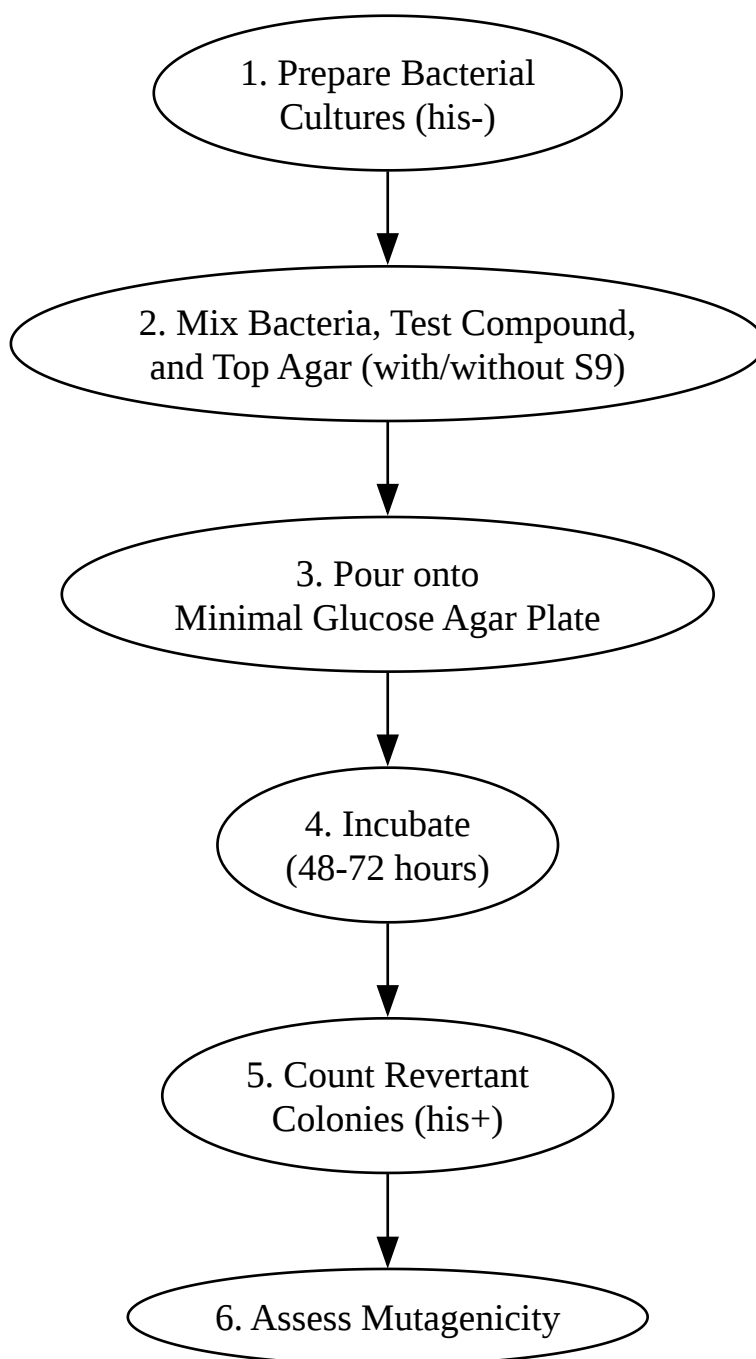 1. Prepare Bacterial
Cultures (his-)
2. Mix Bacteria, Test Compound,
and Top Agar (with/without S9)
3. Pour onto
Minimal Glucose Agar Plate
4. Incubate
(48-72 hours)
5. Count Revertant
Colonies (his+)
6. Assess Mutagenicity